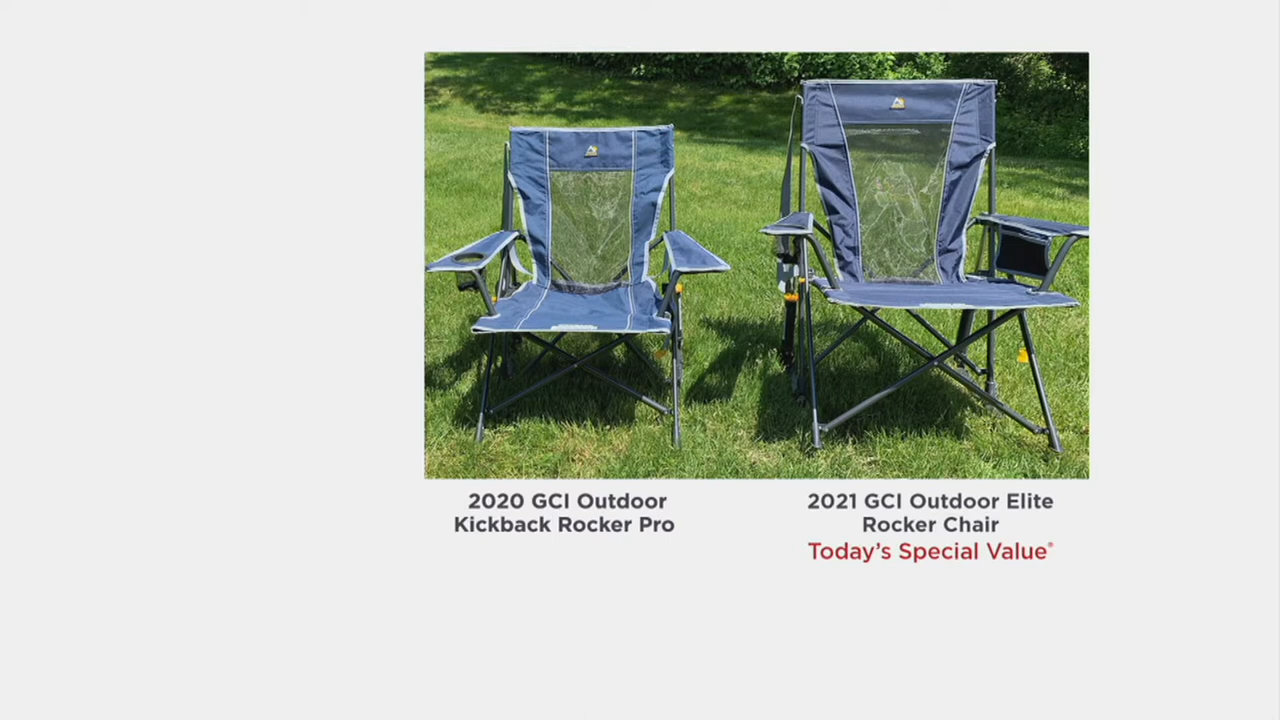 2020 GCI Outdoor
Kickback Rocker Pro
2021 GCI Outdoor Elite
Rocker Chair
Today's Special Value®